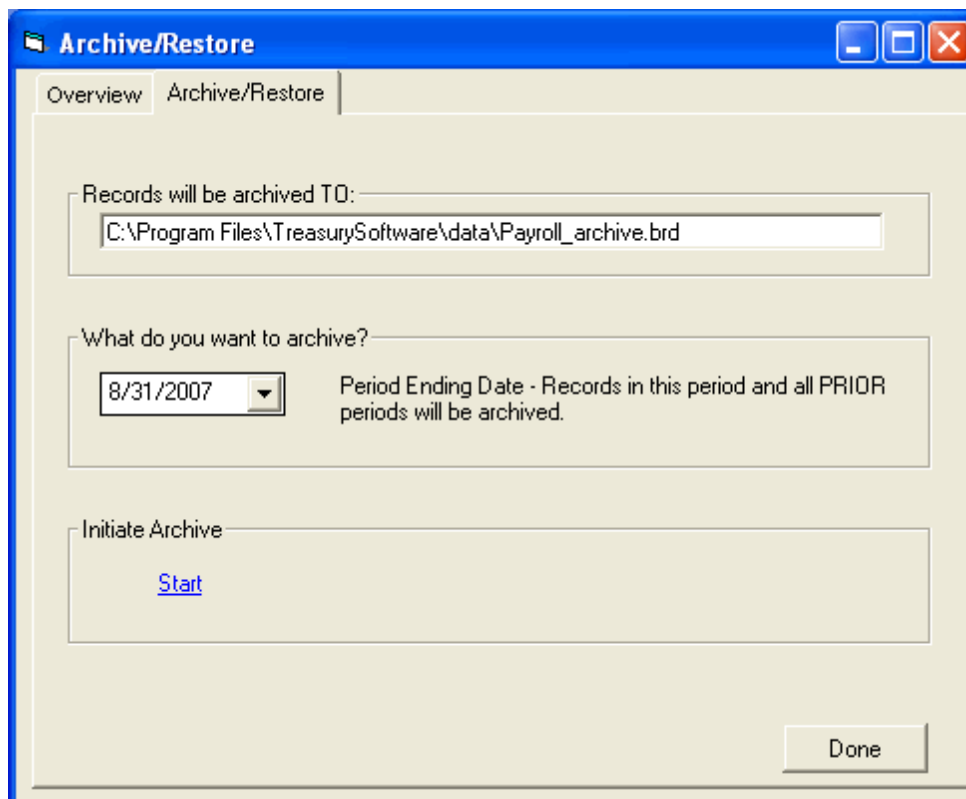 Archive/Restore
Overview
Archive/Restore
Records will be archived TO:
C:\Program Files\TreasurySoftware\data\Payroll_archive.brd
What do you want to archive?
8/31/2007
Period Ending Date - Records in this period and all PRIOR
periods will be archived.
Initiate Archive
Start
Done